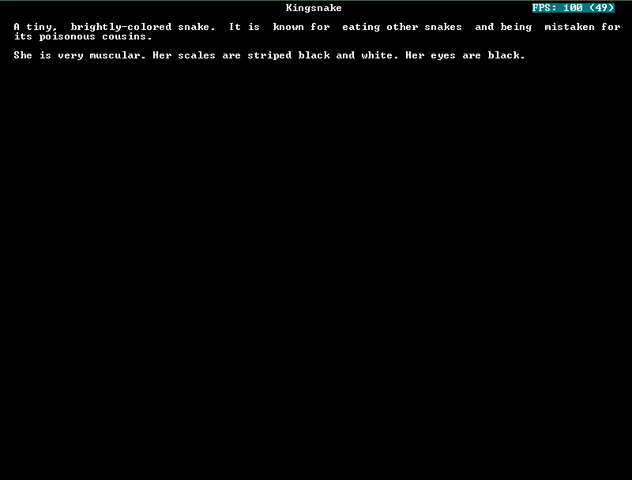 Kingsnake
FPS: 100 (49)
A tiny, brightly-colored snake. It is known for eating other snakes and being mistaken for
its poisonous cousins.
She is very muscular. Her scales are striped black and white. Her eyes are black.